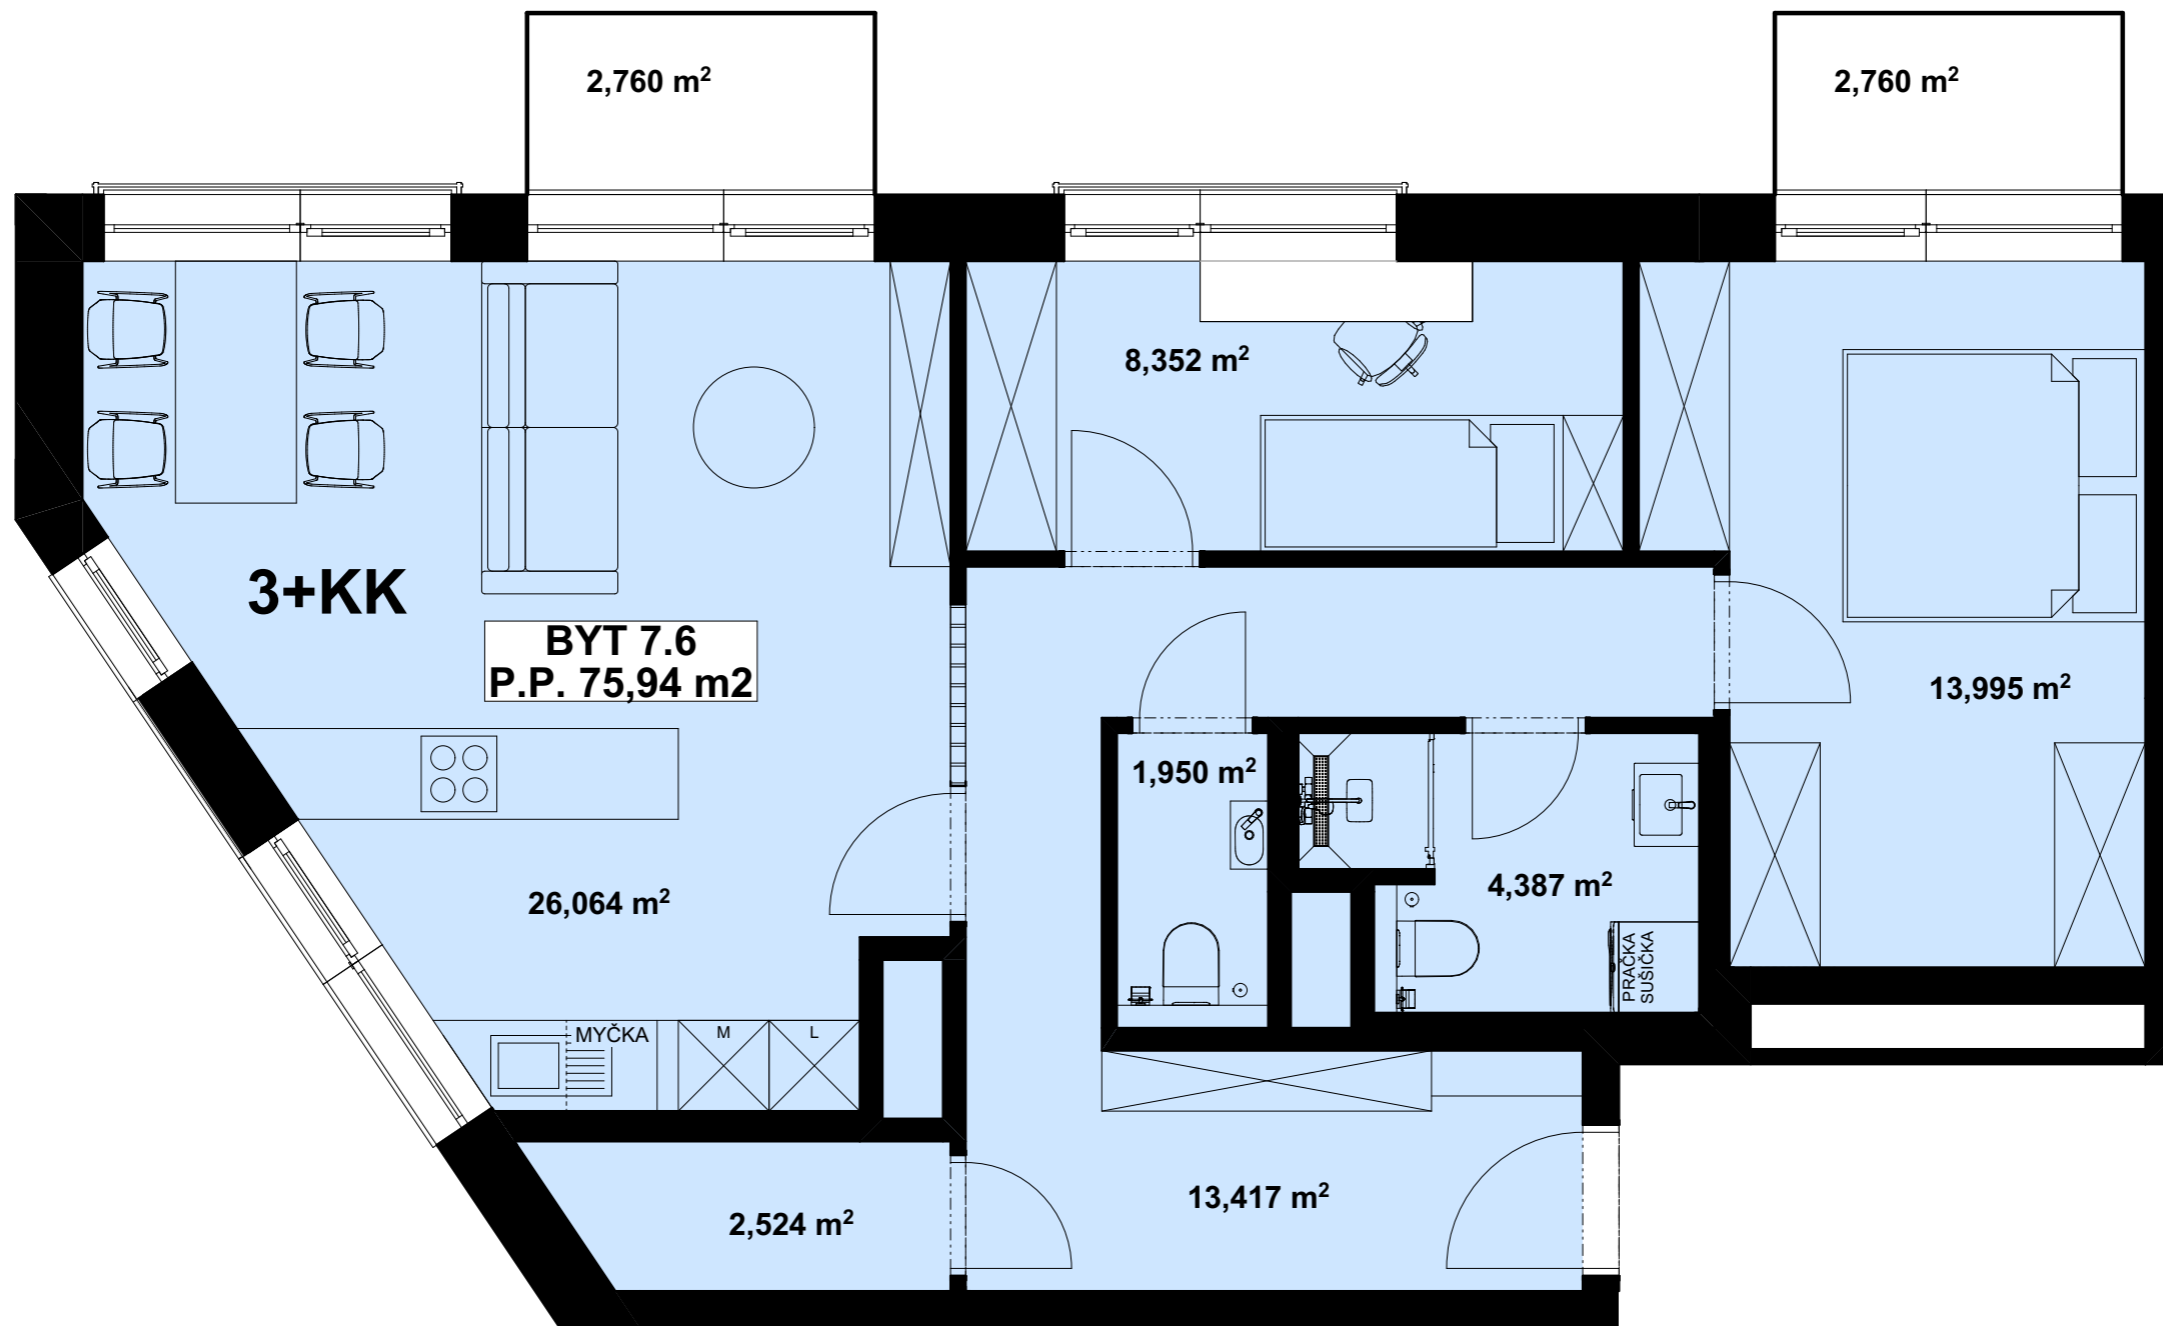 2,760 m²
2,760 m²
8,352 m²
3+KK
BYT 7.6
P.P. 75,94 m2
13,995 m²
1,950 m²
4,387 m²
26,064 m²
PRAČKA
SUŠIČKA
MYČKA
M
L
13,417 m²
2,524 m²